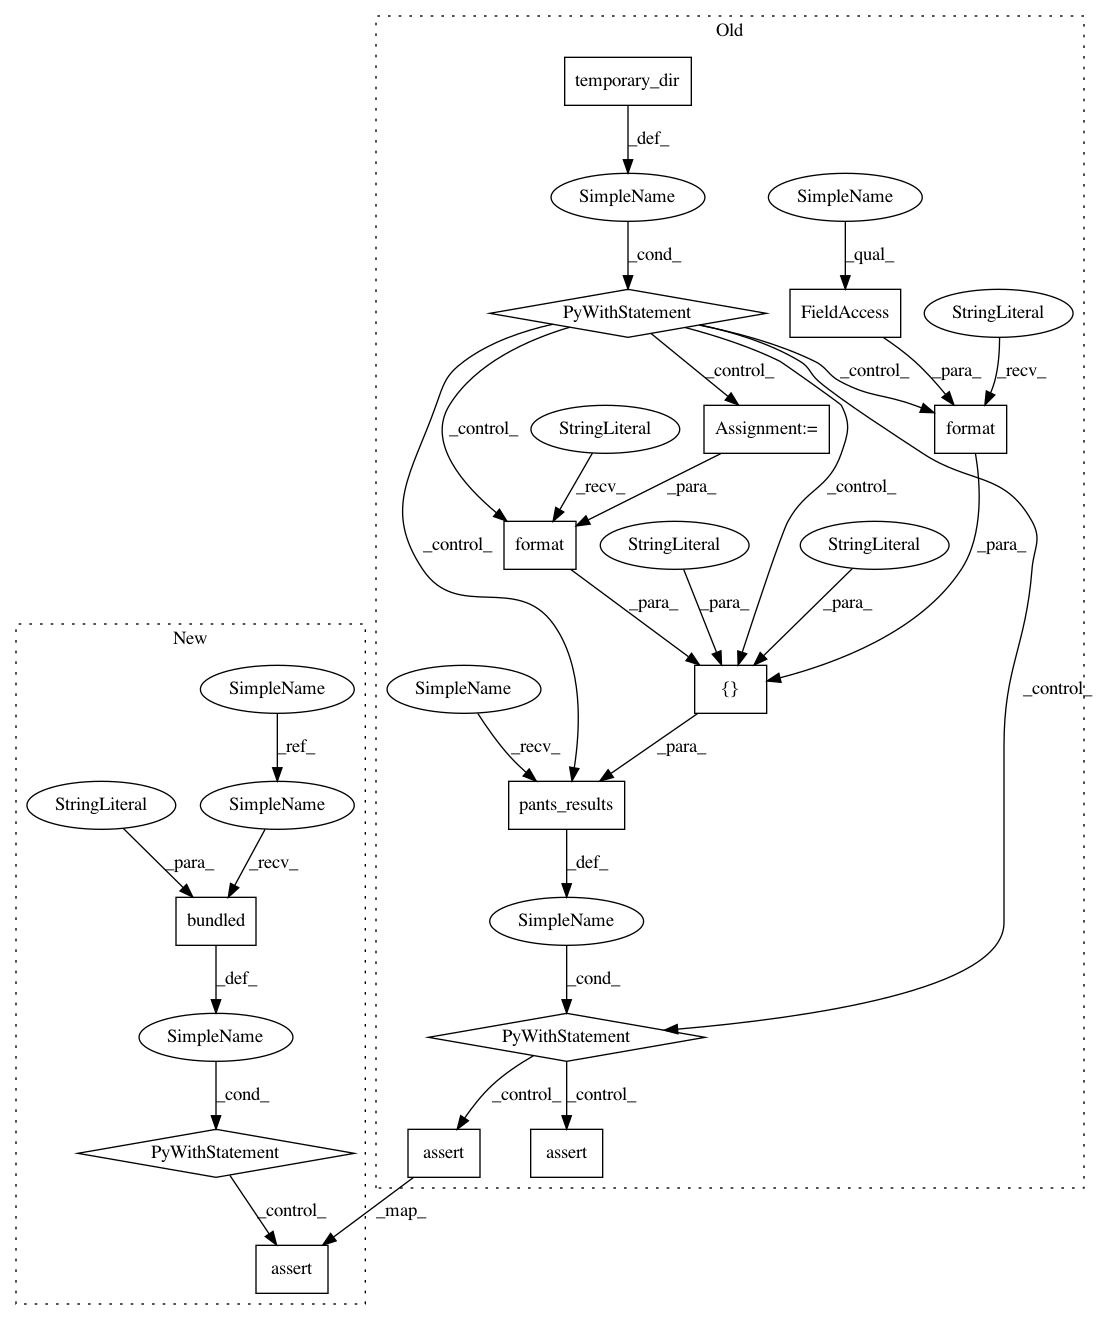 Old
temporary_dir
_def_
SimpleName
SimpleName
_cond_
_qual_
PyWithStatement
FieldAccess
StringLiteral
_control_
_control_
_para_
_recv_
StringLiteral
Assignment:=
format
_control_
_recv_
_para_
_control_
_control_
format
StringLiteral
StringLiteral
_para_
_para_
_para_
_para_
New
SimpleName
SimpleName
{}
_control_
_ref_
_recv_
_para_
StringLiteral
SimpleName
pants_results
_para_
_recv_
_def_
bundled
SimpleName
_def_
_cond_
SimpleName
PyWithStatement
_cond_
_control_
_control_
PyWithStatement
assert
assert
_control_
_map_
assert